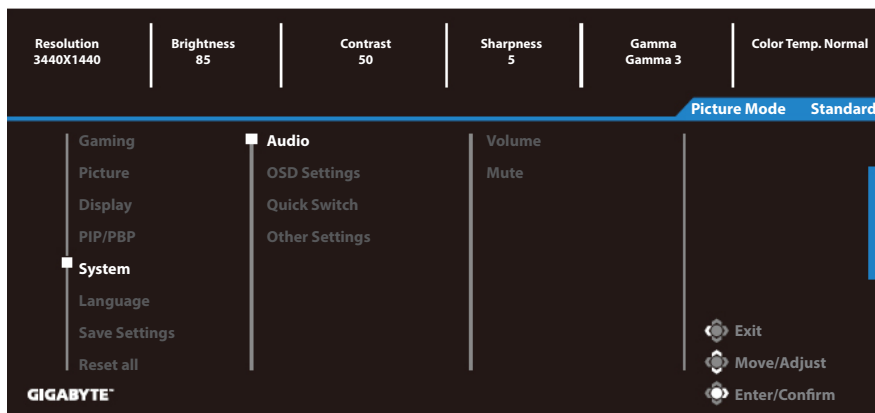 Resolution
3440X1440
Brightness
85
Contrast
50
Sharpness
5
Gamma
Gamma 3
Color Temp. Normal
Picture Mode Standard
Gaming
Picture
Display
PIP/PBP
System
Language
Save Settings
Reset all
Audio
OSD Settings
Quick Switch
Other Settings
Volume
Mute
Exit
Move/Adjust
Enter/Confirm
GIGABYTE™